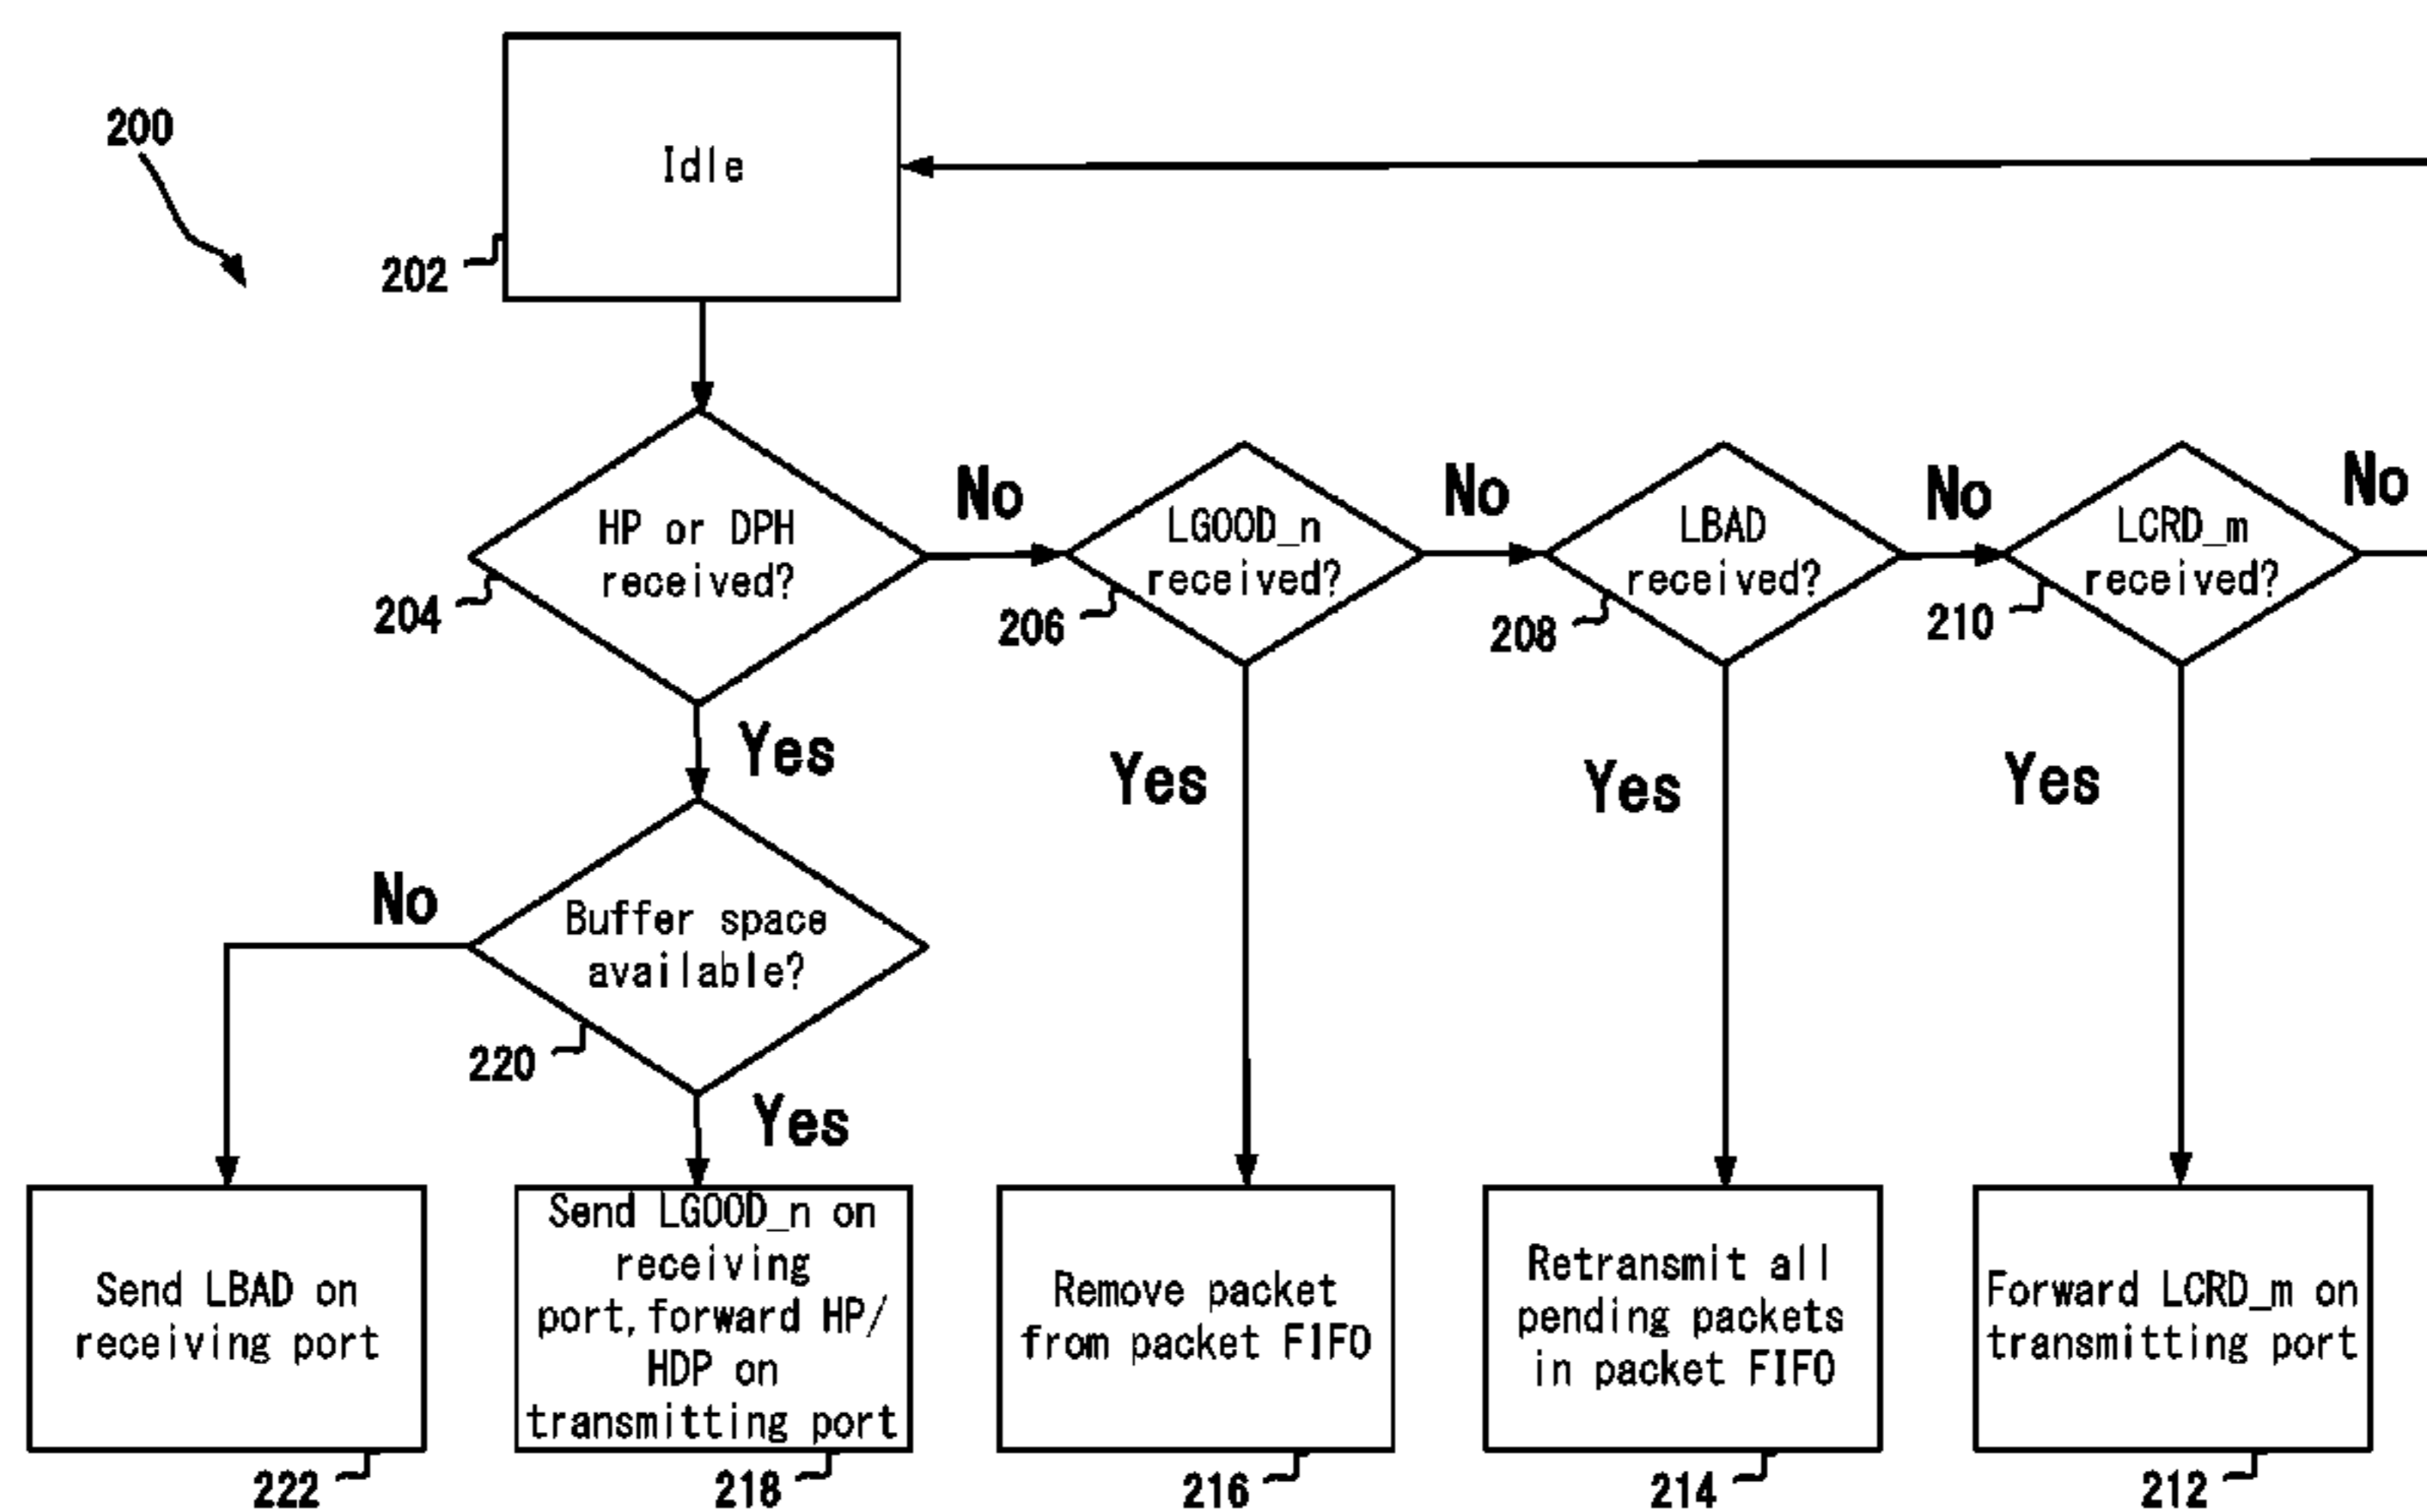 200
Idle
202
HP or DPH
received?
204
No
LGOOD_n
received?
206
No
LBAD
received?
208
No
LCRD_m
received?
210
No
Yes
Yes
Yes
Yes
Buffer space
available?
220
No
Yes
Send LBAD on
receiving port
222
Send LGOOD_n on
receiving
port, forward HP/
HDP on
transmitting port
218
Remove packet
from packet FIFO
216
Retransmit all
pending packets
in packet FIFO
214
Forward LCRD_m on
transmitting port
212